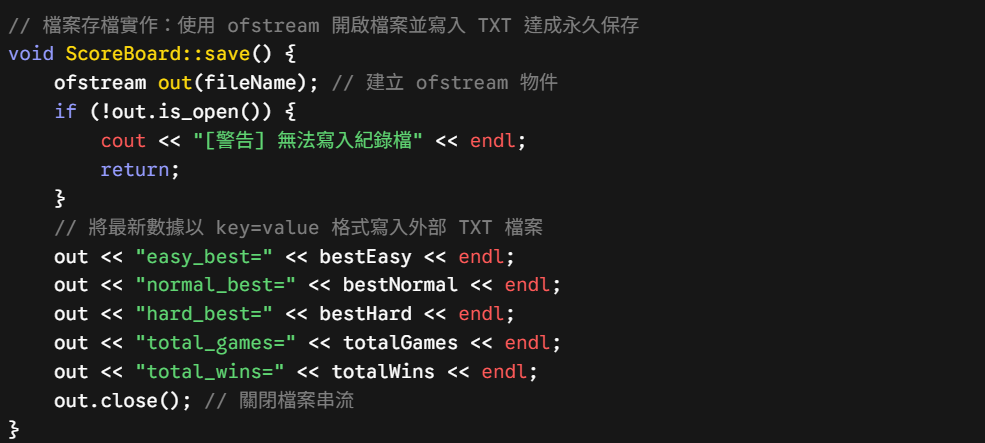 // 檔案存檔實作：使用 ofstream 開啟檔案並寫入 TXT 達成永久保存
void ScoreBoard::save() {
    ofstream out(fileName); // 建立 ofstream 物件
    if (!out.is_open()) {
        cout << "[警告] 無法寫入紀錄檔" << endl;
        return;
    }
    // 將最新數據以 key=value 格式寫入外部 TXT 檔案
    out << "easy_best=" << bestEasy << endl;
    out << "normal_best=" << bestNormal << endl;
    out << "hard_best=" << bestHard << endl;
    out << "total_games=" << totalGames << endl;
    out << "total_wins=" << totalWins << endl;
    out.close(); // 關閉檔案串流
}